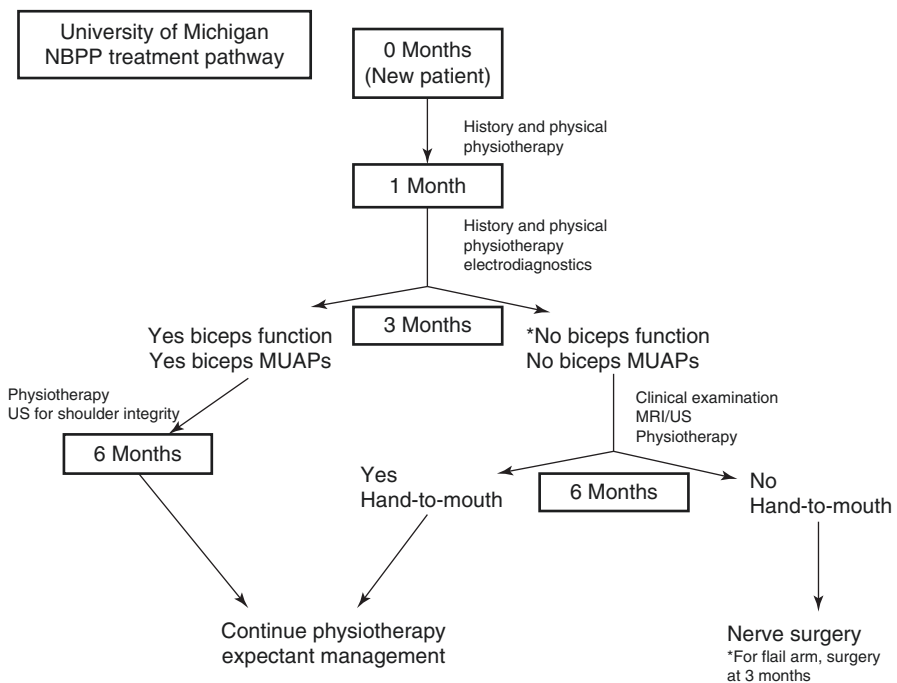 University of Michigan
NBPP treatment pathway
0 Months
(New patient)
History and physical
physiotherapy
1 Month
History and physical
physiotherapy
electrodiagnostics
3 Months
Yes biceps function
Yes biceps MUAPs
*No biceps function
No biceps MUAPs
Physiotherapy
US for shoulder integrity
6 Months
Clinical examination
MRI/US
Physiotherapy
Yes
Hand-to-mouth
6 Months
No
Hand-to-mouth
Continue physiotherapy
expectant management
Nerve surgery
*For flail arm, surgery
at 3 months